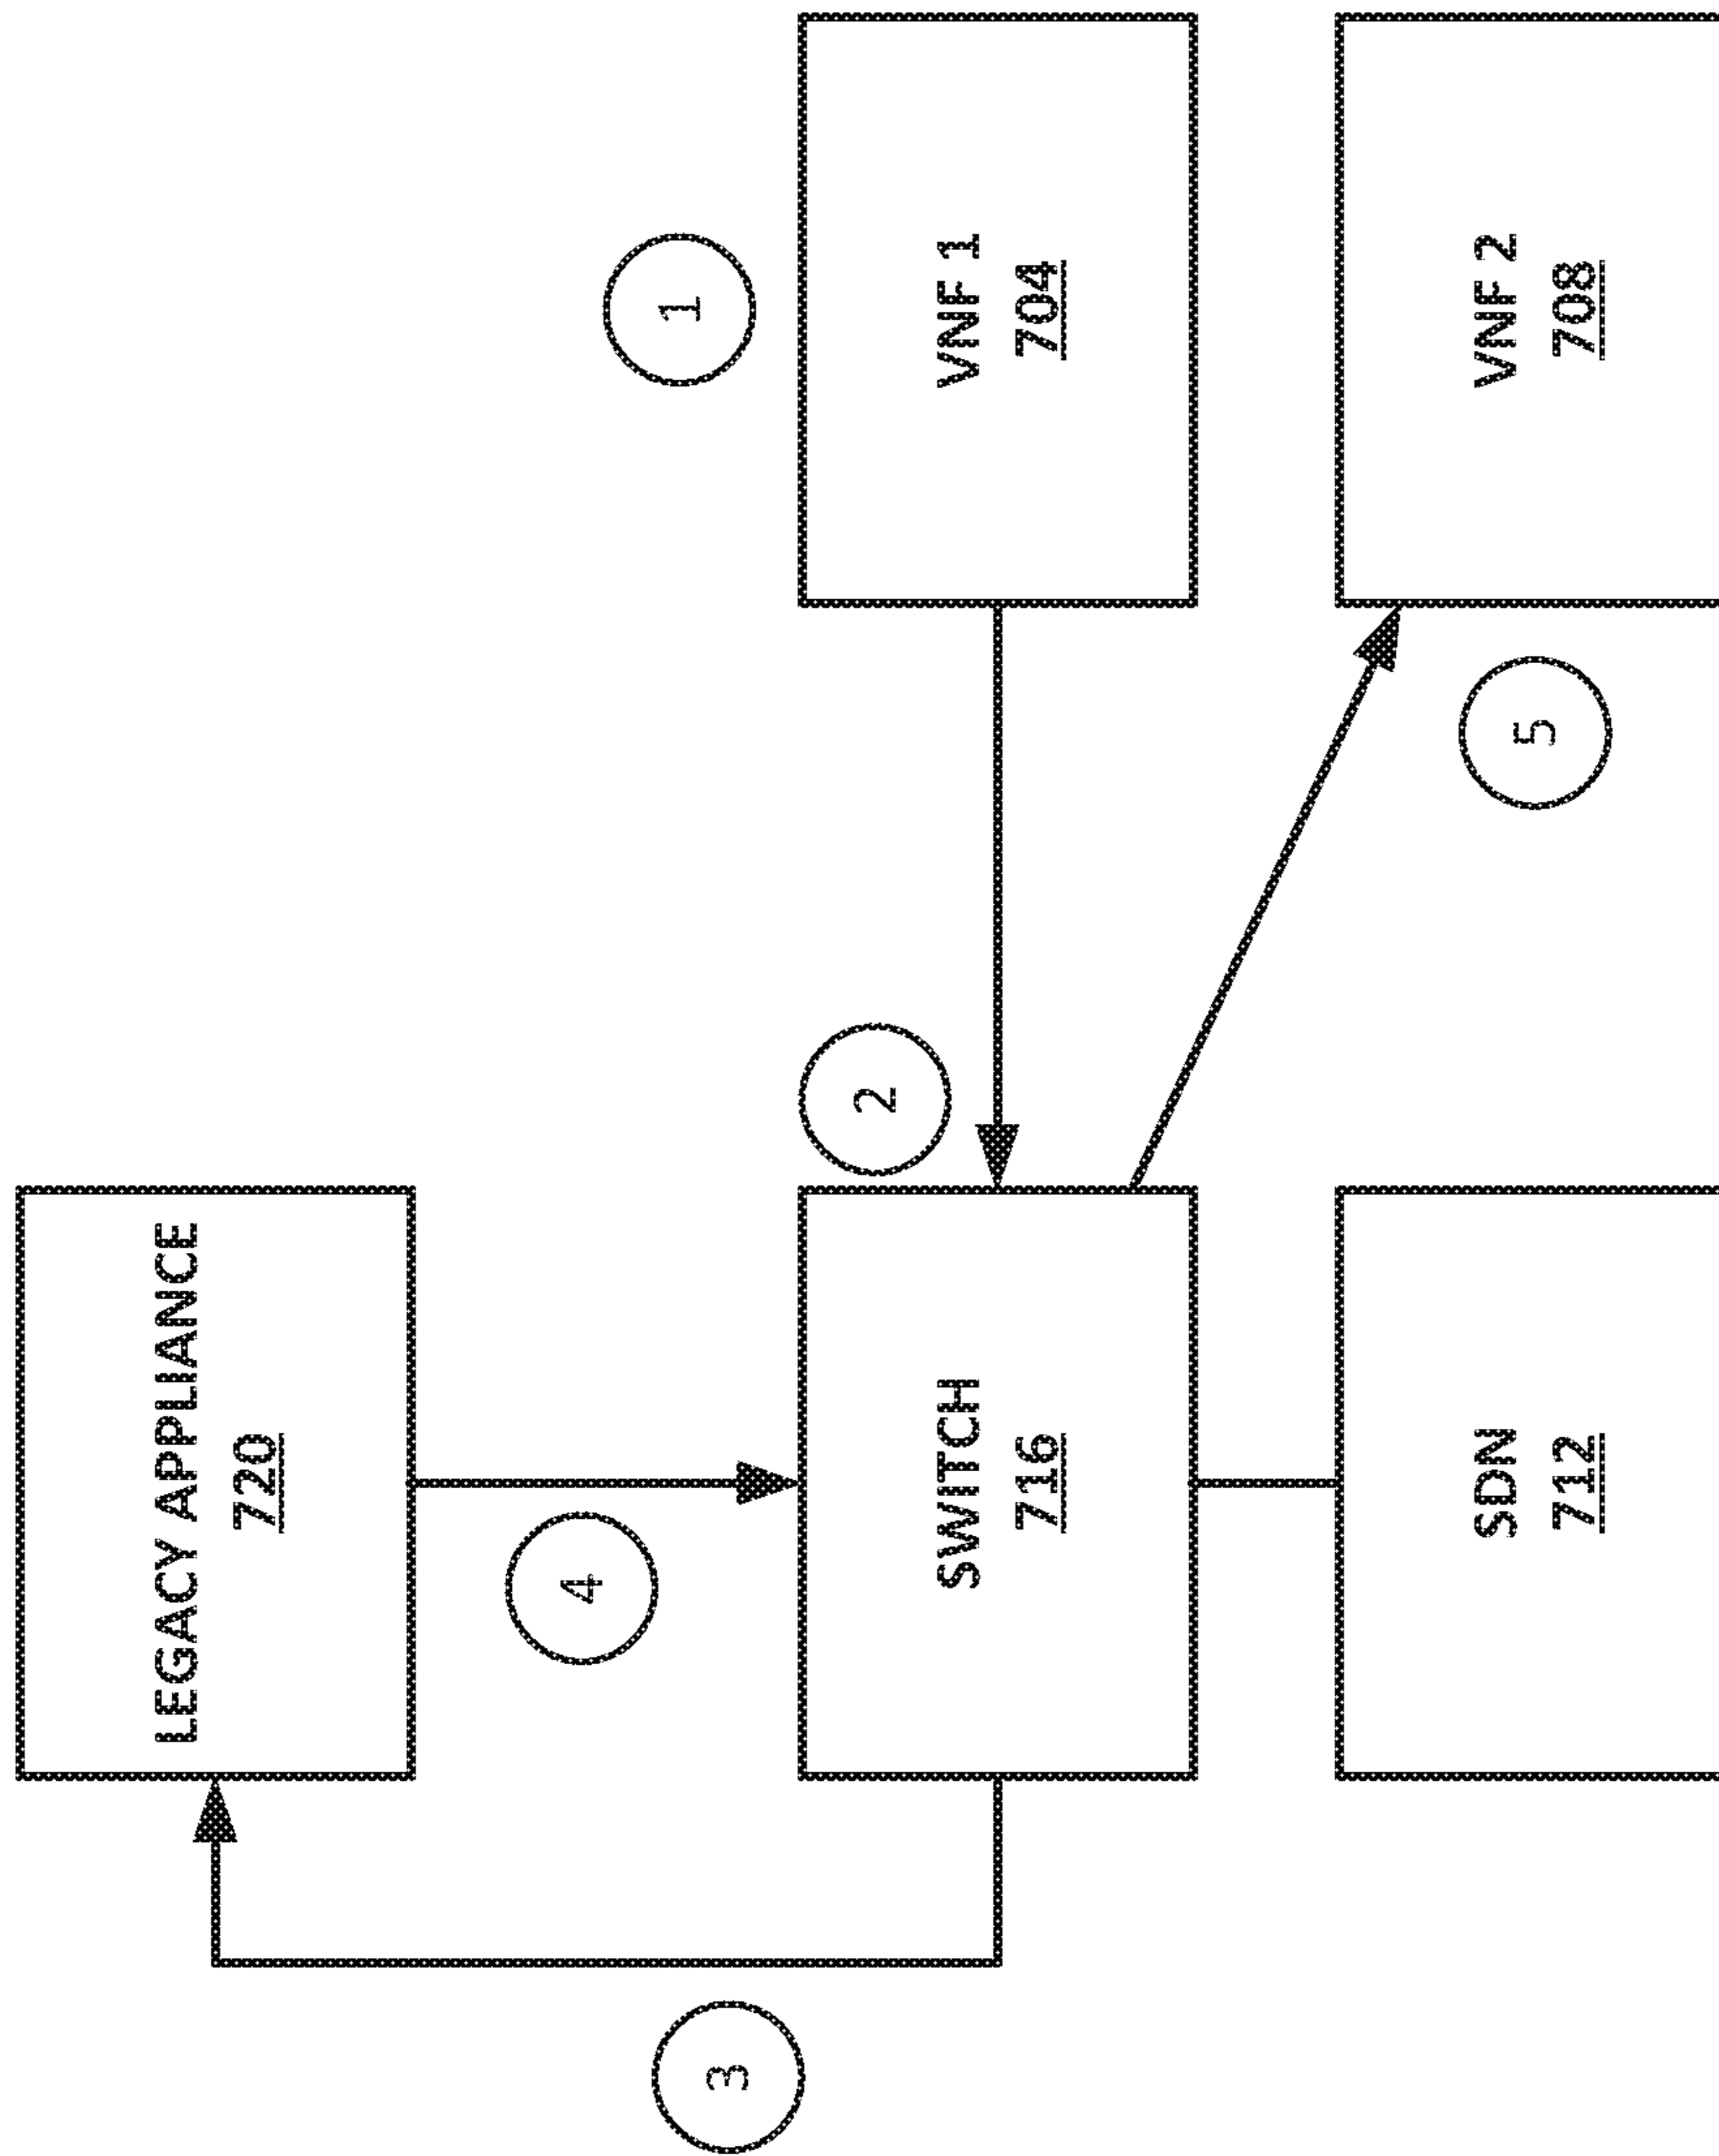 LEGACY APPLIANCE
720
4
1
3
2
SWITCH
716
VNF 1
704
SDN
712
5
VNF 2
708